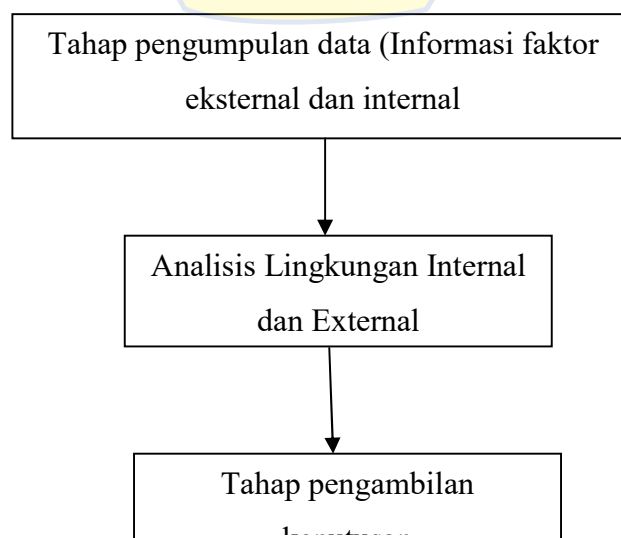 Tahap pengumpulan data (Informasi faktor
eksternal dan internal
Analisis Lingkungan Internal
dan External
Tahap pengambilan